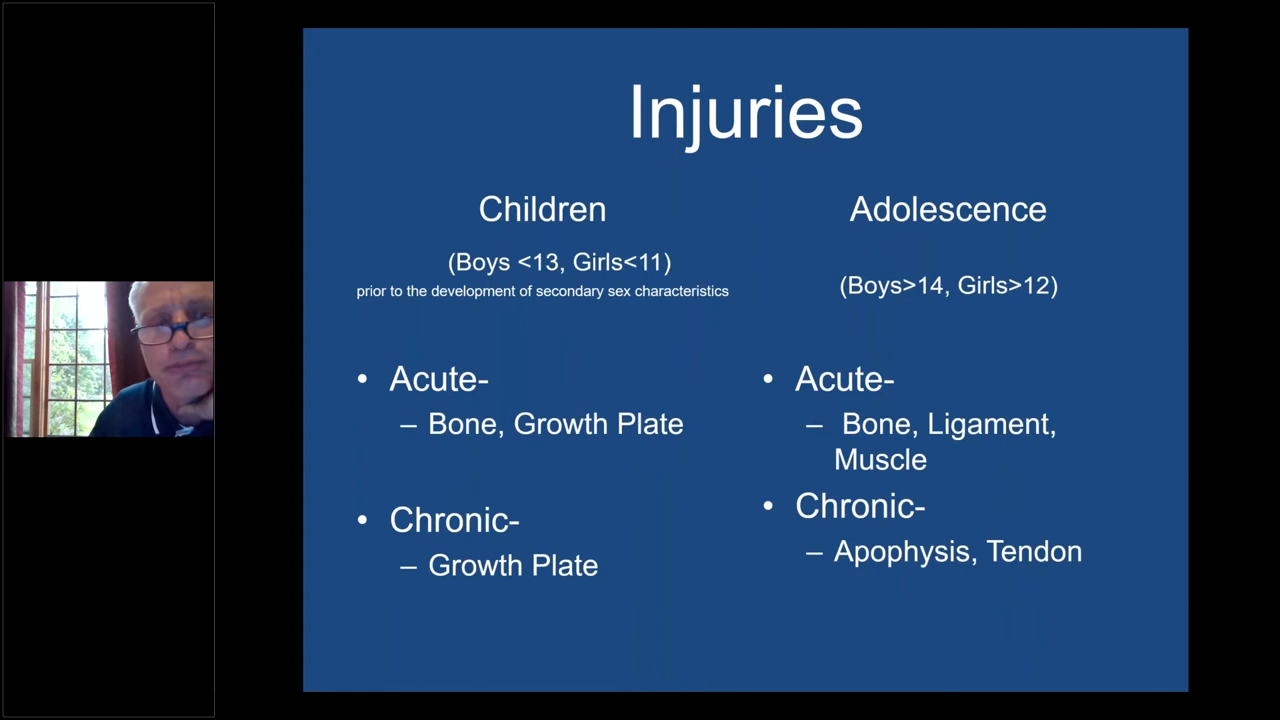 Injuries
Children
(Boys <13, Girls<11)
prior to the development of secondary sex characteristics
• Acute-
– Bone, Growth Plate
• Chronic-
– Growth Plate
Adolescence
(Boys>14, Girls>12)
• Acute-
– Bone, Ligament,
Muscle
• Chronic-
– Apophysis, Tendon